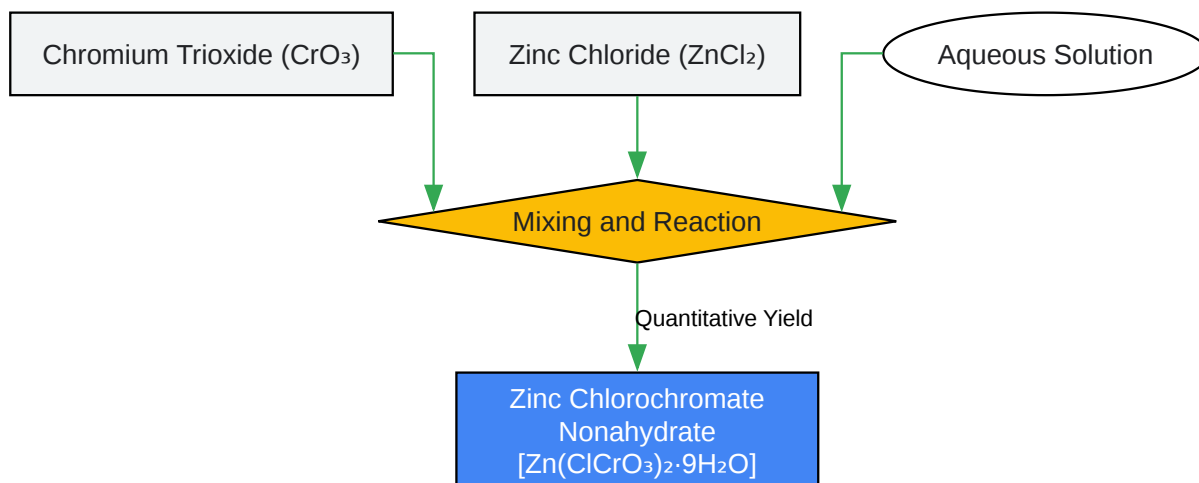 Chromium Trioxide (CrO₃)
Zinc Chloride (ZnCl₂)
Aqueous Solution
Mixing and Reaction
Quantitative Yield
Zinc Chlorochromate
Nonahydrate
[Zn(ClCrO₃)₂·9H₂O]